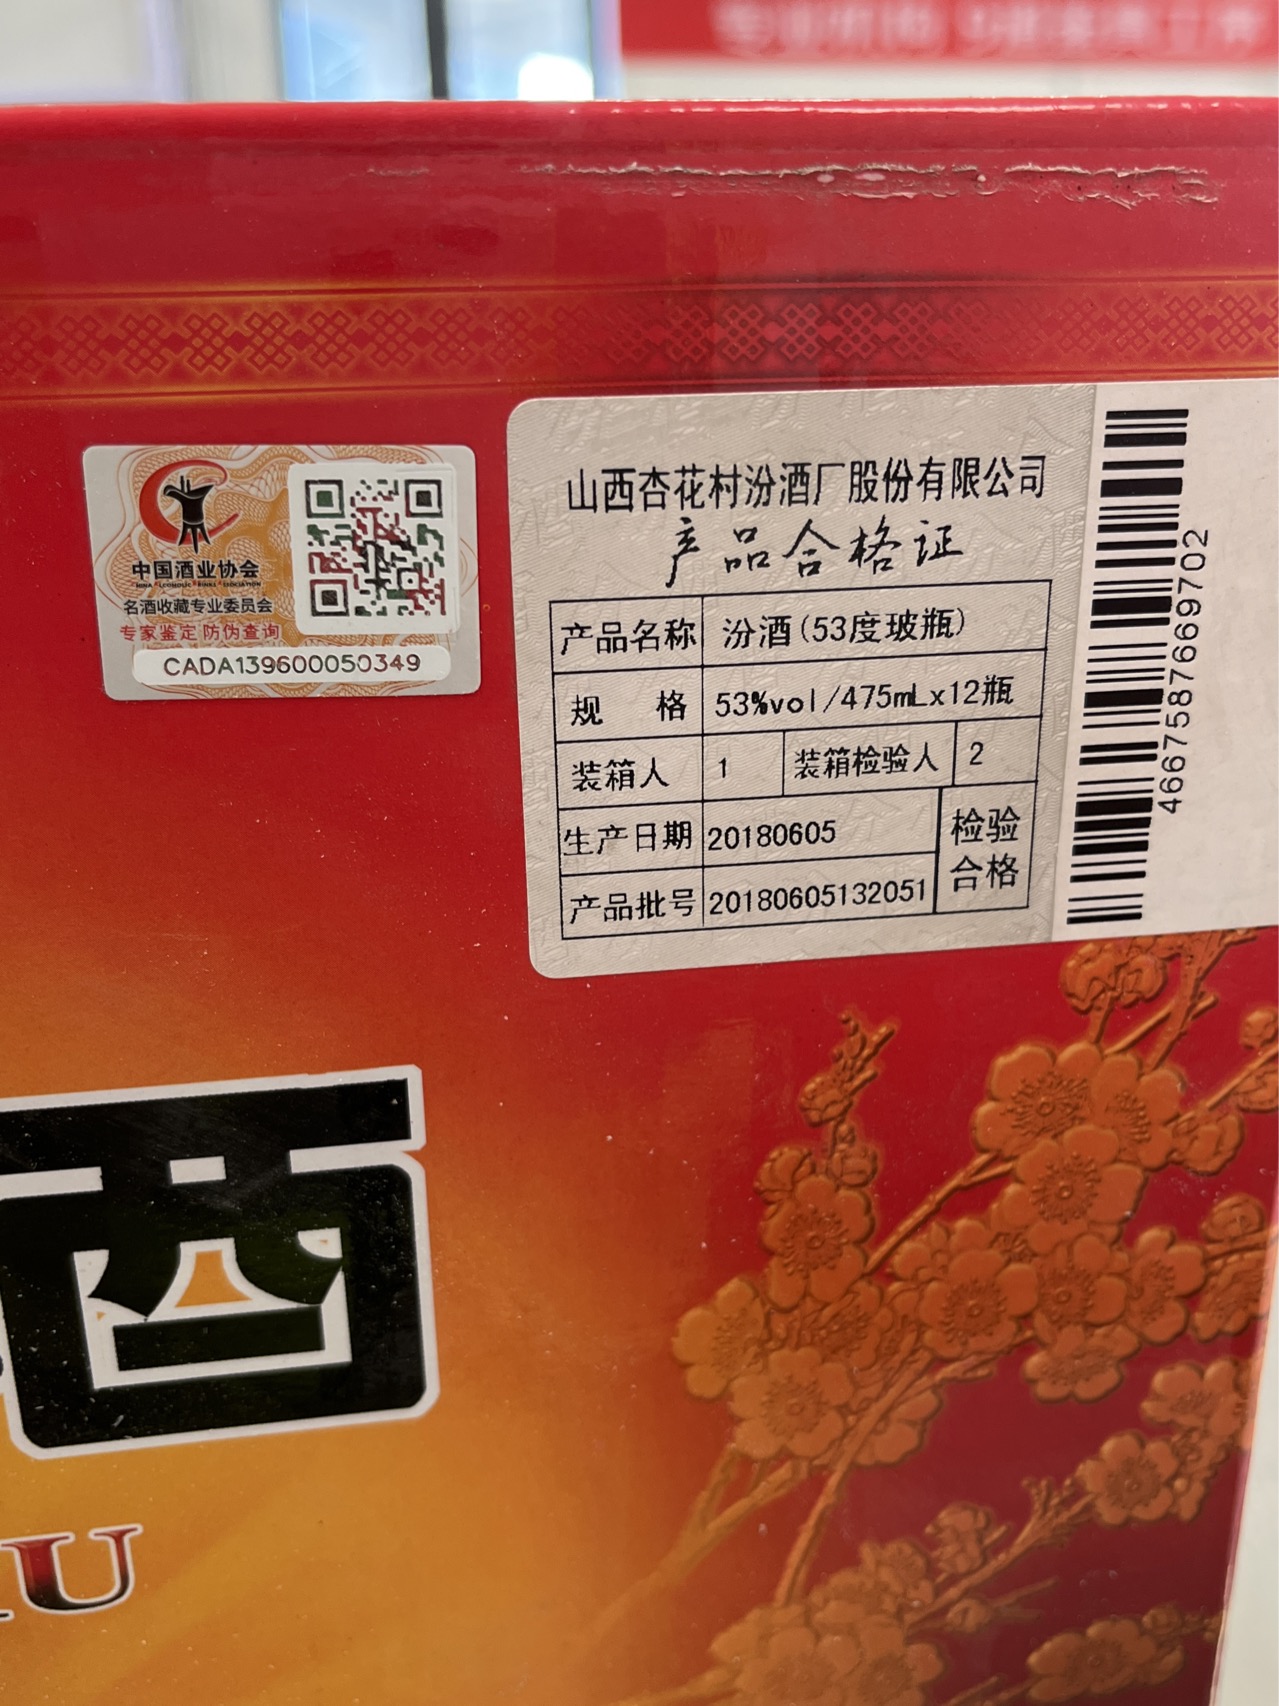 中国酒业协会
名酒收藏专业委员会
专家鉴定 防伪查询
CADA139600050349
山西杏花村汾酒厂股份有限公司
产品合格证
产品名称 汾酒(53度玻瓶)
规 格 53%vol/475mLx12瓶
装箱人 1 装箱检验人 2
生产日期 20180605 检验
产品批号 20180605132051 合格
466758766 9702